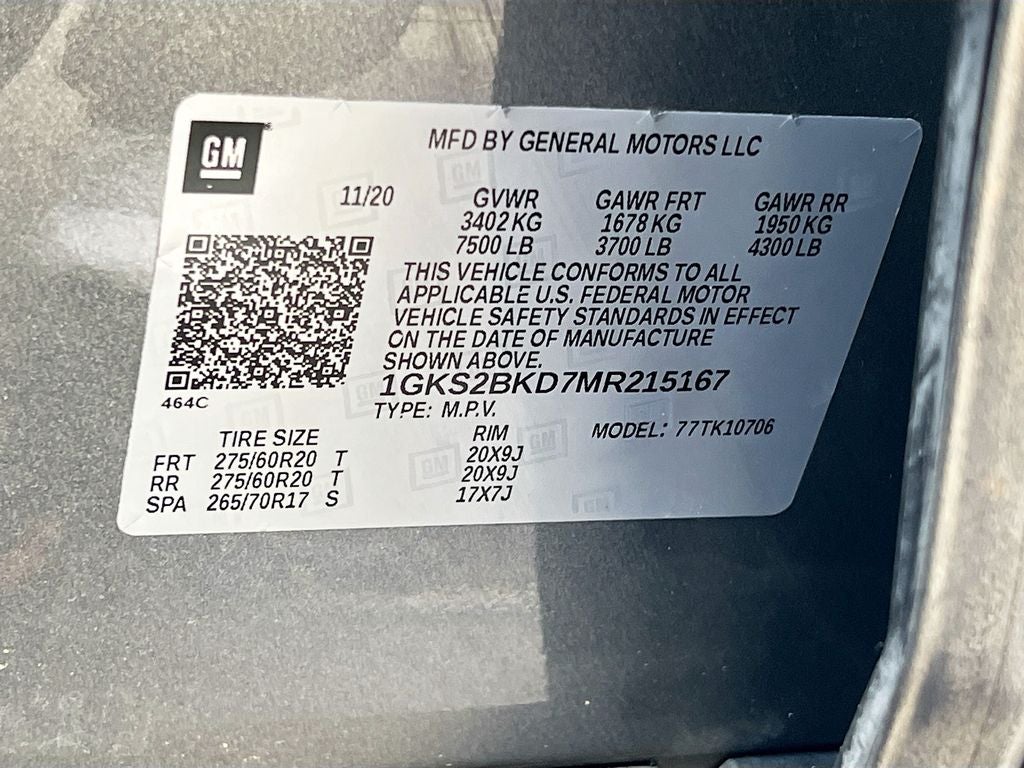 GM
MFD BY GENERAL MOTORS LLC
11/20 GVWR GAWR FRT GAWR RR
3402 KG 1678 KG 1950 KG
7500 LB 3700 LB 4300 LB
THIS VEHICLE CONFORMS TO ALL
APPLICABLE U.S. FEDERAL MOTOR
VEHICLE SAFETY STANDARDS IN EFFECT
ON THE DATE OF MANUFACTURE
SHOWN ABOVE.
1GKS2BKD7MR215167
464C
TYPE: M.P.V. MODEL: 77TK10706
TIRE SIZE RIM
FRT 275/60R20 T 20X9J
RR 275/60R20 T 20X9J
SPA 265/70R17 S 17X7J